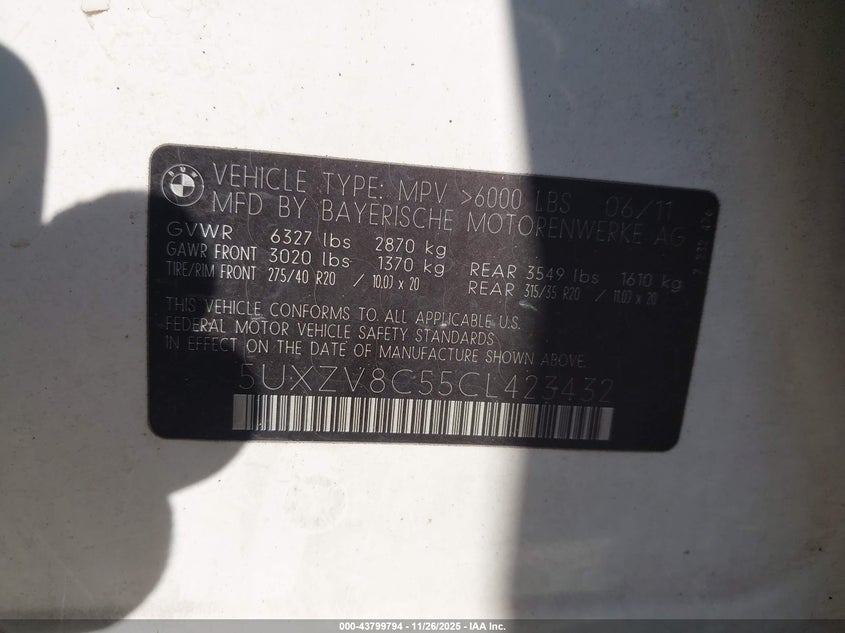 BMW
VEHICLE TYPE: MPV >6000 LBS 06/11
MFD BY BAYERISCHE MOTORENWERKE AG
GVWR 6327 lbs 2870 kg
GAWR FRONT 3020 lbs 1370 kg REAR 3549 lbs 1610 kg
TIRE/RIM FRONT 275/40 R20 / 10.0J x 20 REAR 315/35 R20 / 11.0J x 20
THIS VEHICLE CONFORMS TO ALL APPLICABLE U.S.
FEDERAL MOTOR VEHICLE SAFETY STANDARDS
IN EFFECT ON THE DATE OF MANUFACTURE SHOWN ABOVE.
5UXZV8C55CL423432
000-43799794 - 11/26/2025 - IAA Inc.